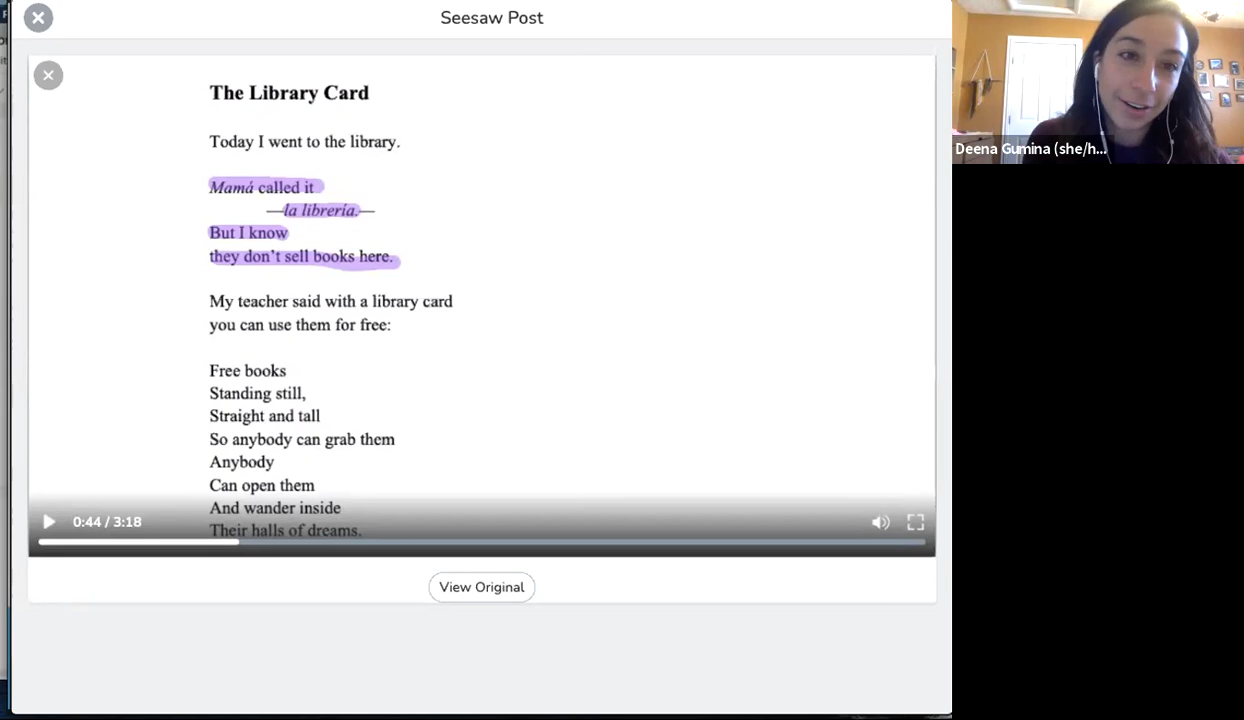 Seesaw Post
The Library Card
Today I went to the library.
Mamá called it
—la librería.—
But I know
they don't sell books here.
My teacher said with a library card
you can use them for free:
Free books
Standing still,
Straight and tall
So anybody can grab them
Anybody
Can open them
And wander inside
Their halls of dreams.
0:44 / 3:18
View Original
Deena Gumina (she/h...